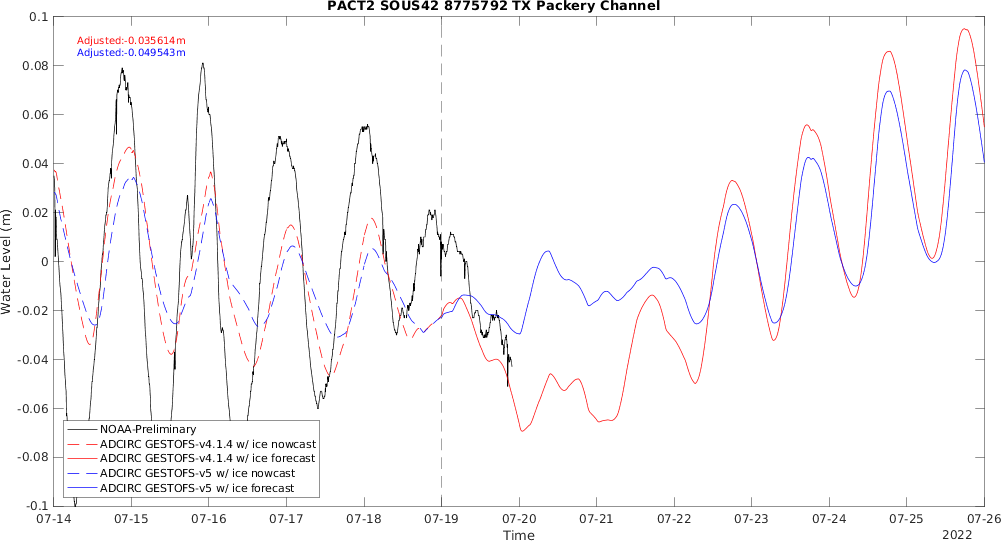 PACT2 SOUS42 8775792 TX Packery Channel
Adjusted:-0.035614m
Adjusted:-0.049543m
0.1
0.08
0.06
0.04
0.02
0
-0.02
-0.04
-0.06
-0.08
-0.1
Water Level (m)
NOAA-Preliminary
ADCIRC GESTOFS-v4.1.4 w/ ice nowcast
ADCIRC GESTOFS-v4.1.4 w/ ice forecast
ADCIRC GESTOFS-v5 w/ ice nowcast
ADCIRC GESTOFS-v5 w/ ice forecast
07-14 07-15 07-16 07-17 07-18 07-19 07-20 07-21 07-22 07-23 07-24 07-25 07-26
Time
2022